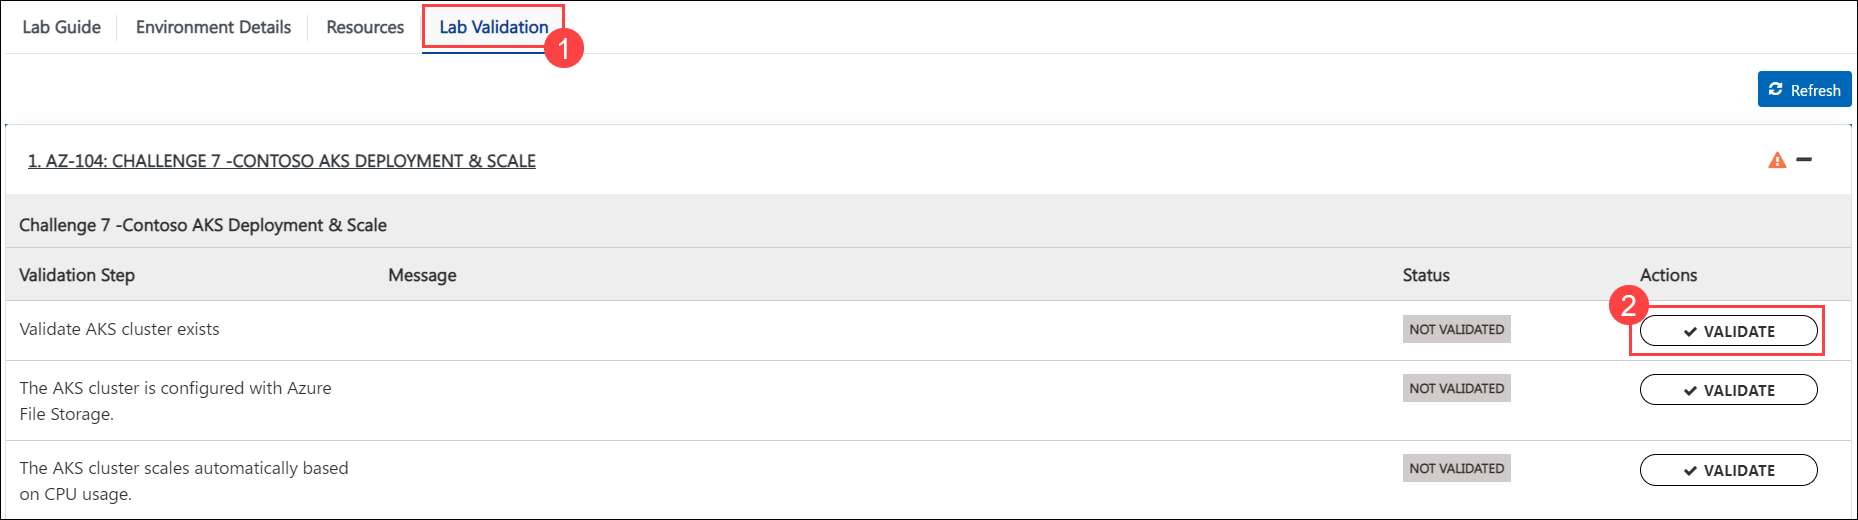 Lab Guide Environment Details Resources Lab Validation
1
Refresh
1. AZ-104: CHALLENGE 7 -CONTOSO AKS DEPLOYMENT & SCALE
Challenge 7 -Contoso AKS Deployment & Scale
Validation Step Message Status Actions
2
Validate AKS cluster exists NOT VALIDATED VALIDATE
The AKS cluster is configured with Azure NOT VALIDATED VALIDATE
File Storage.
The AKS cluster scales automatically based NOT VALIDATED VALIDATE
on CPU usage.